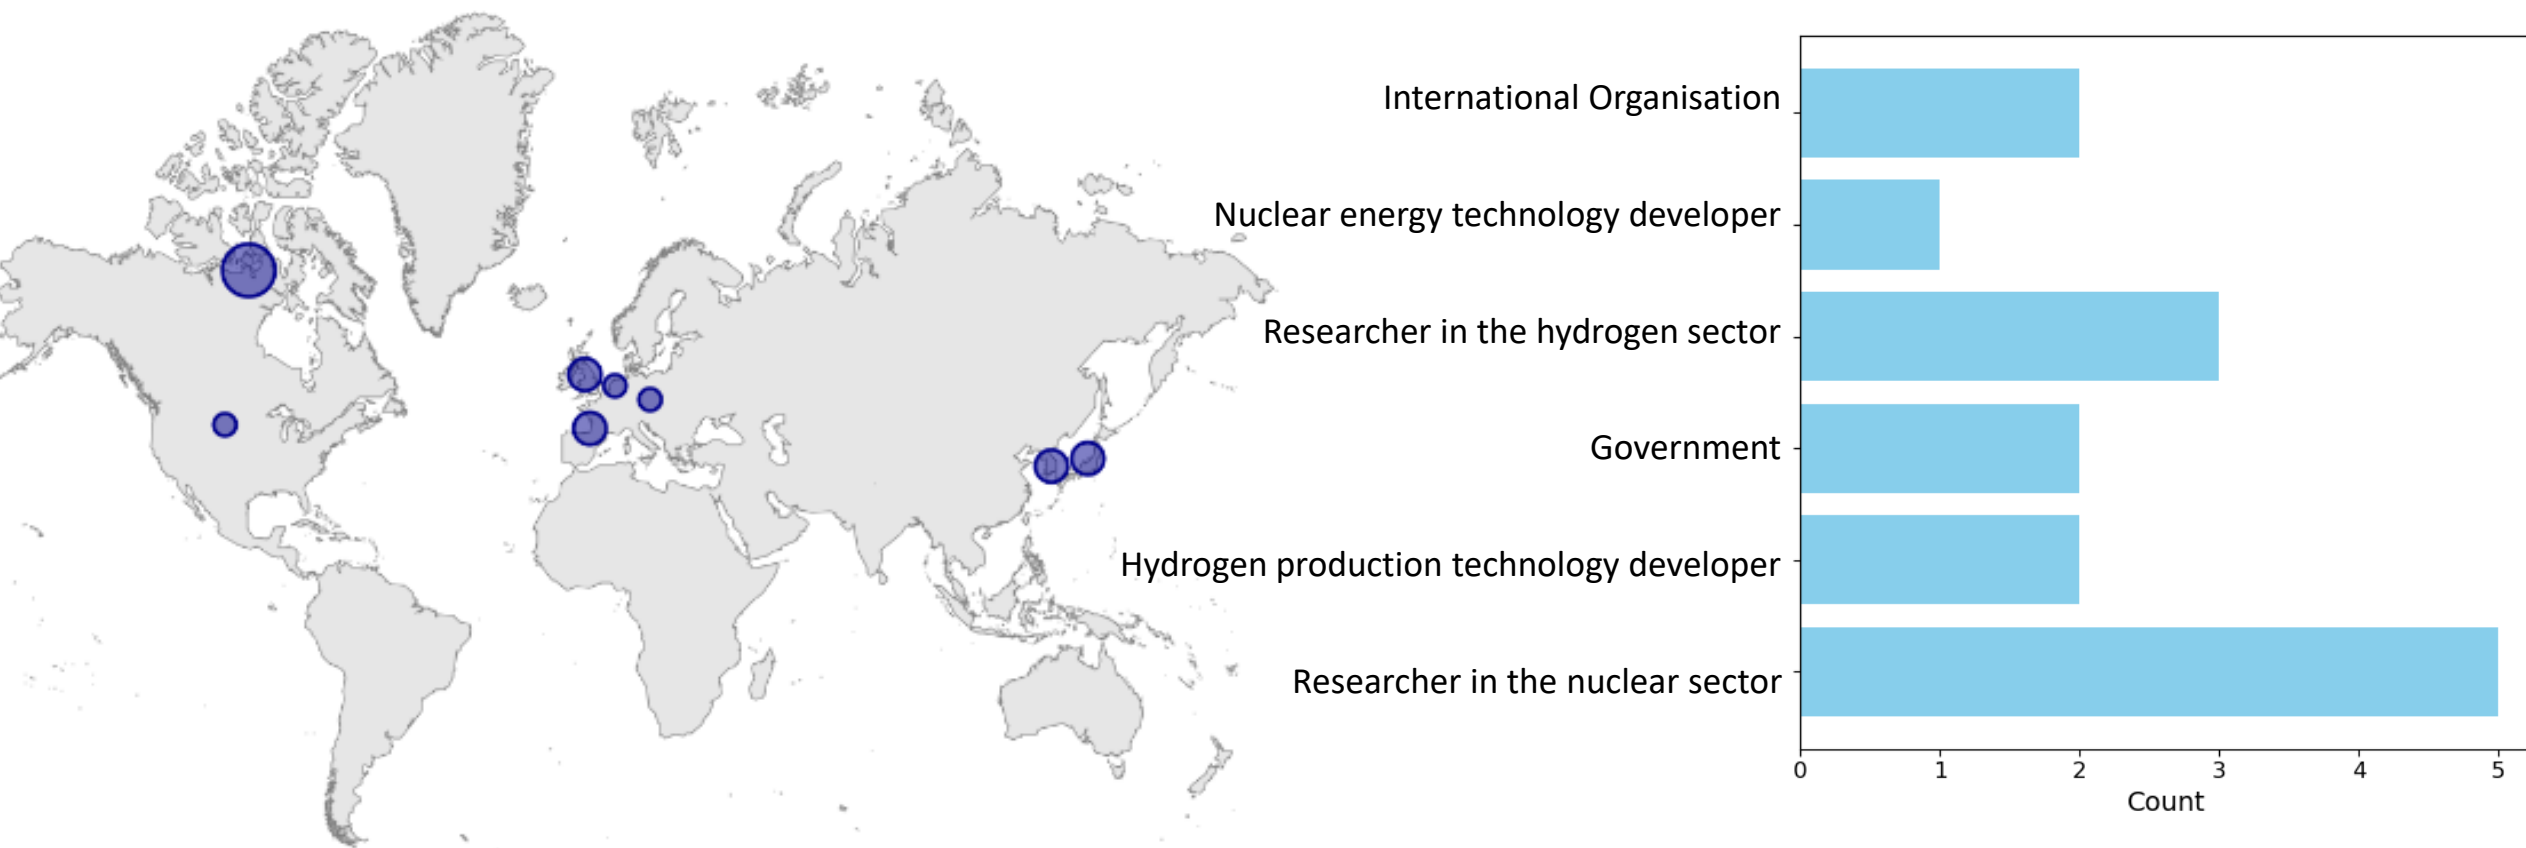 International Organisation
Nuclear energy technology developer
Researcher in the hydrogen sector
Government
Hydrogen production technology developer
Researcher in the nuclear sector
0 1 2 3 4 5
Count